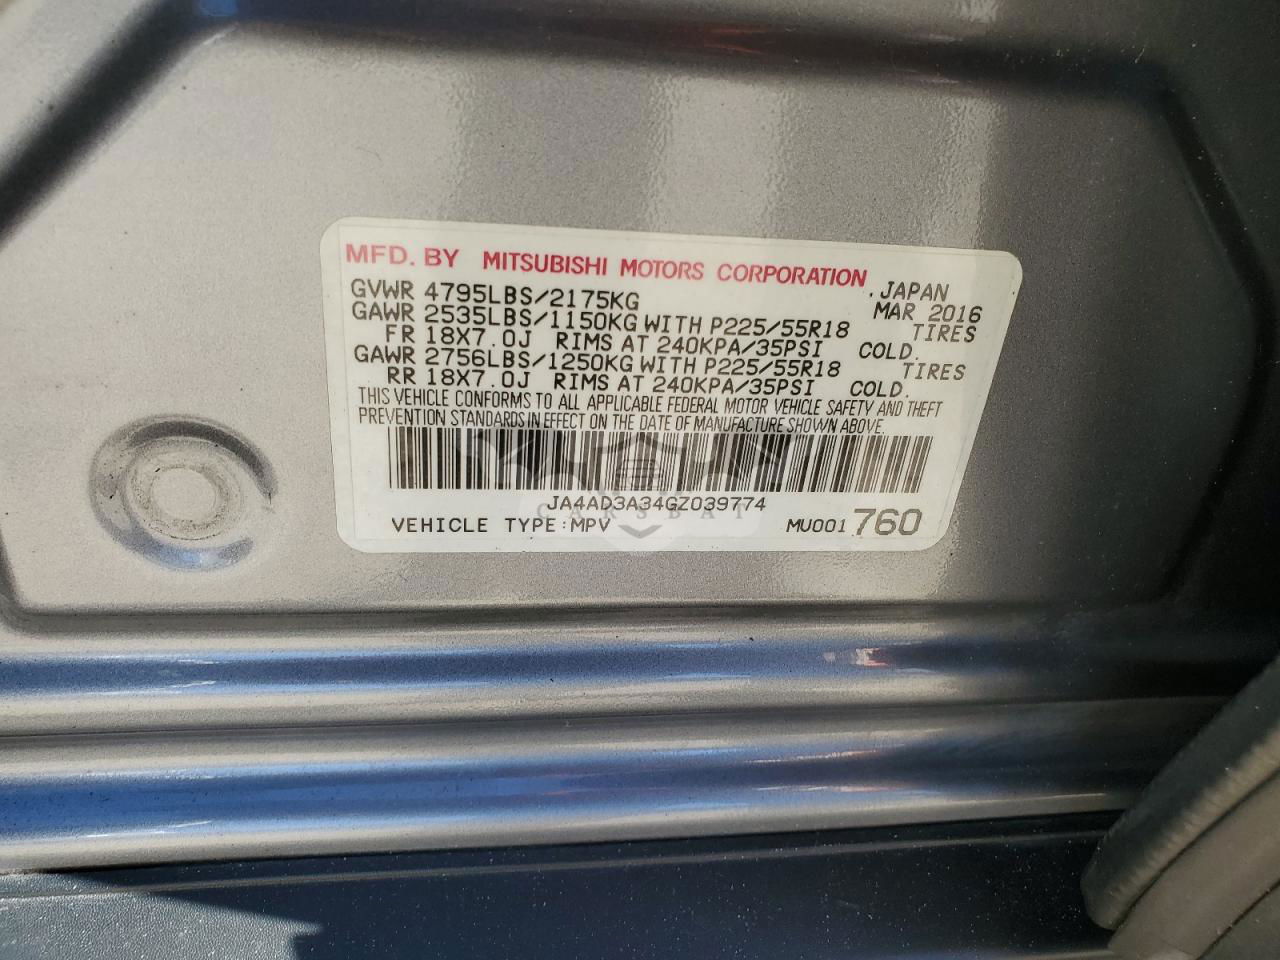 MFD. BY MITSUBISHI MOTORS CORPORATION JAPAN
GVWR 4795LBS/2175KG MAR 2016
GAWR 2535LBS/1150KG WITH P225/55R18 TIRES
FR 18X7.0J RIMS AT 240KPA/35PSI COLD.
GAWR 2756LBS/1250KG WITH P225/55R18 TIRES
RR 18X7.0J RIMS AT 240KPA/35PSI COLD.
THIS VEHICLE CONFORMS TO ALL APPLICABLE FEDERAL MOTOR VEHICLE SAFETY AND THEFT
PREVENTION STANDARDS IN EFFECT ON THE DATE OF MANUFACTURE SHOWN ABOVE.
JA4AD3A34GZ039774
CARSBAT
VEHICLE TYPE:MPV MU001 760